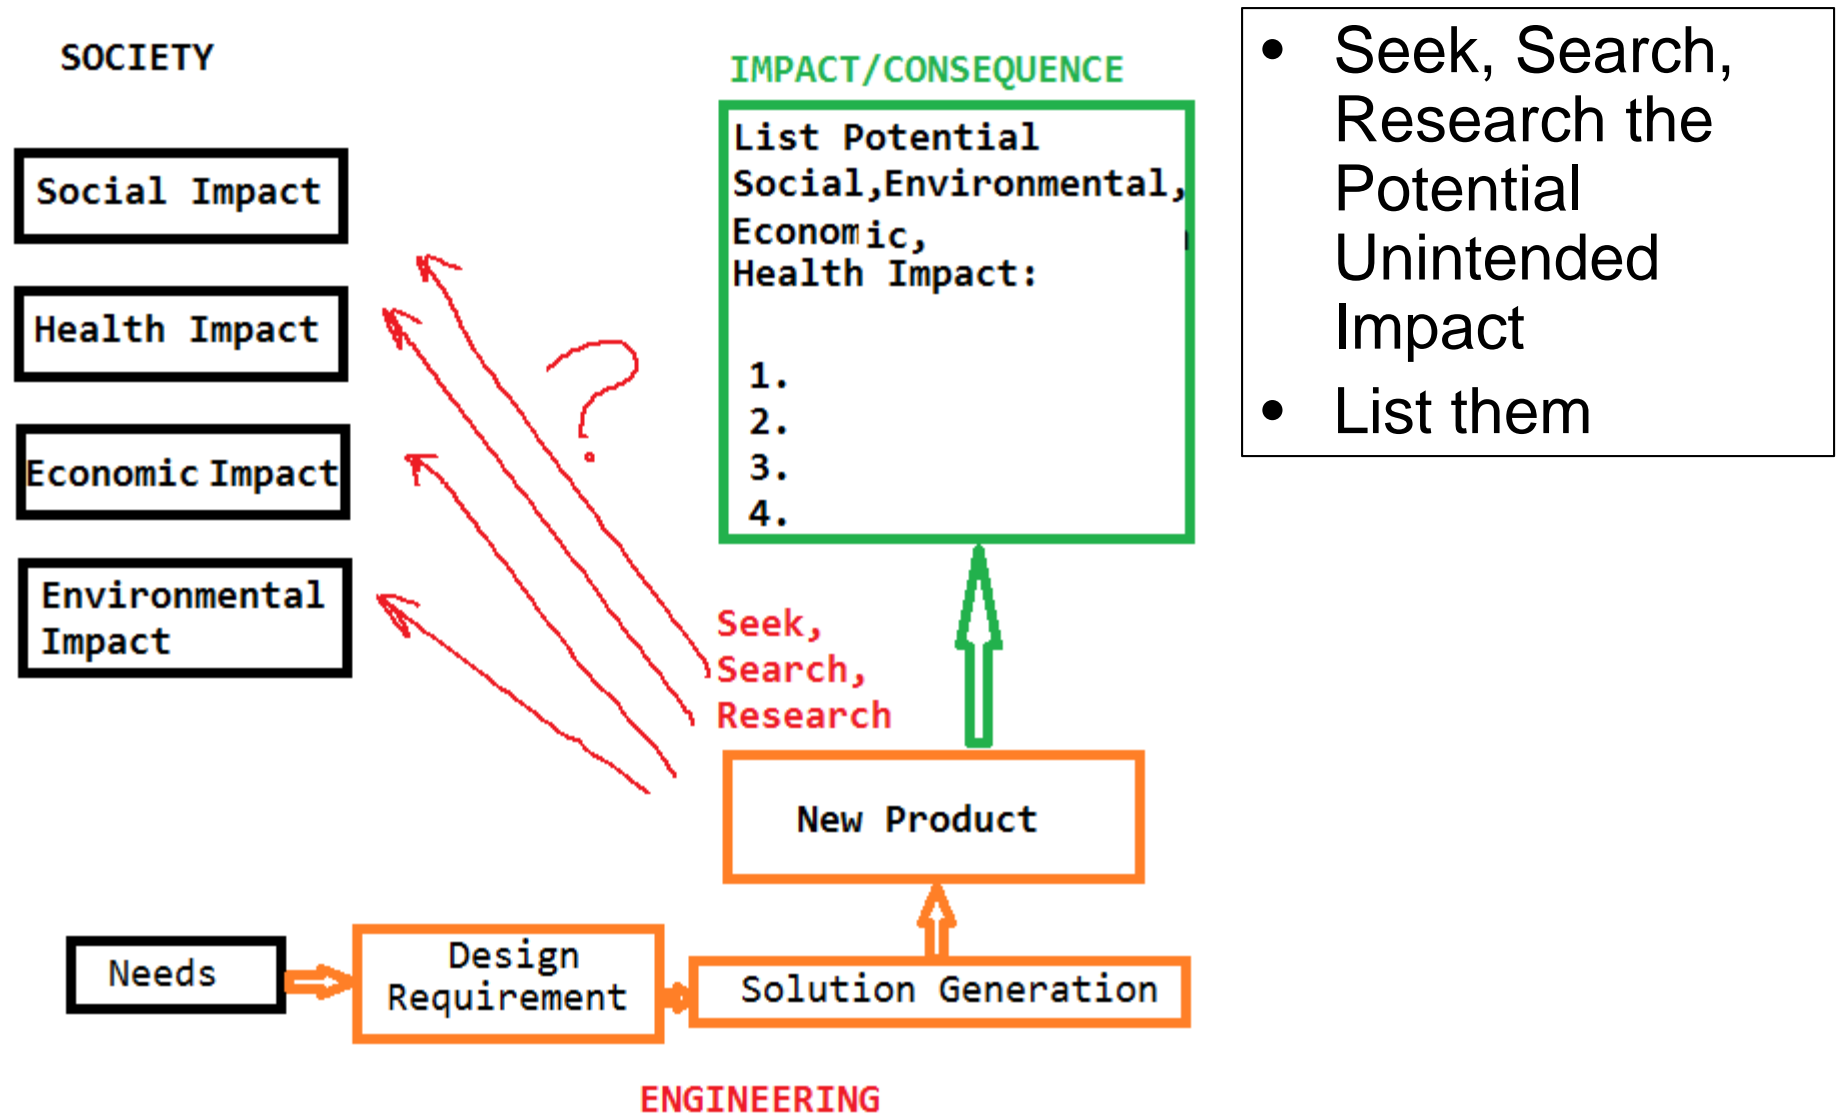 SOCIETY
Social Impact
Health Impact
Economic Impact
Environmental
Impact
IMPACT/CONSEQUENCE
List Potential
Social,Environmental,
Economic,
Health Impact:
1.
2.
3.
4.
?
Seek,
Search,
Research
New Product
Needs
Design
Requirement
Solution Generation
ENGINEERING
• Seek, Search,
Research the
Potential
Unintended
Impact
• List them